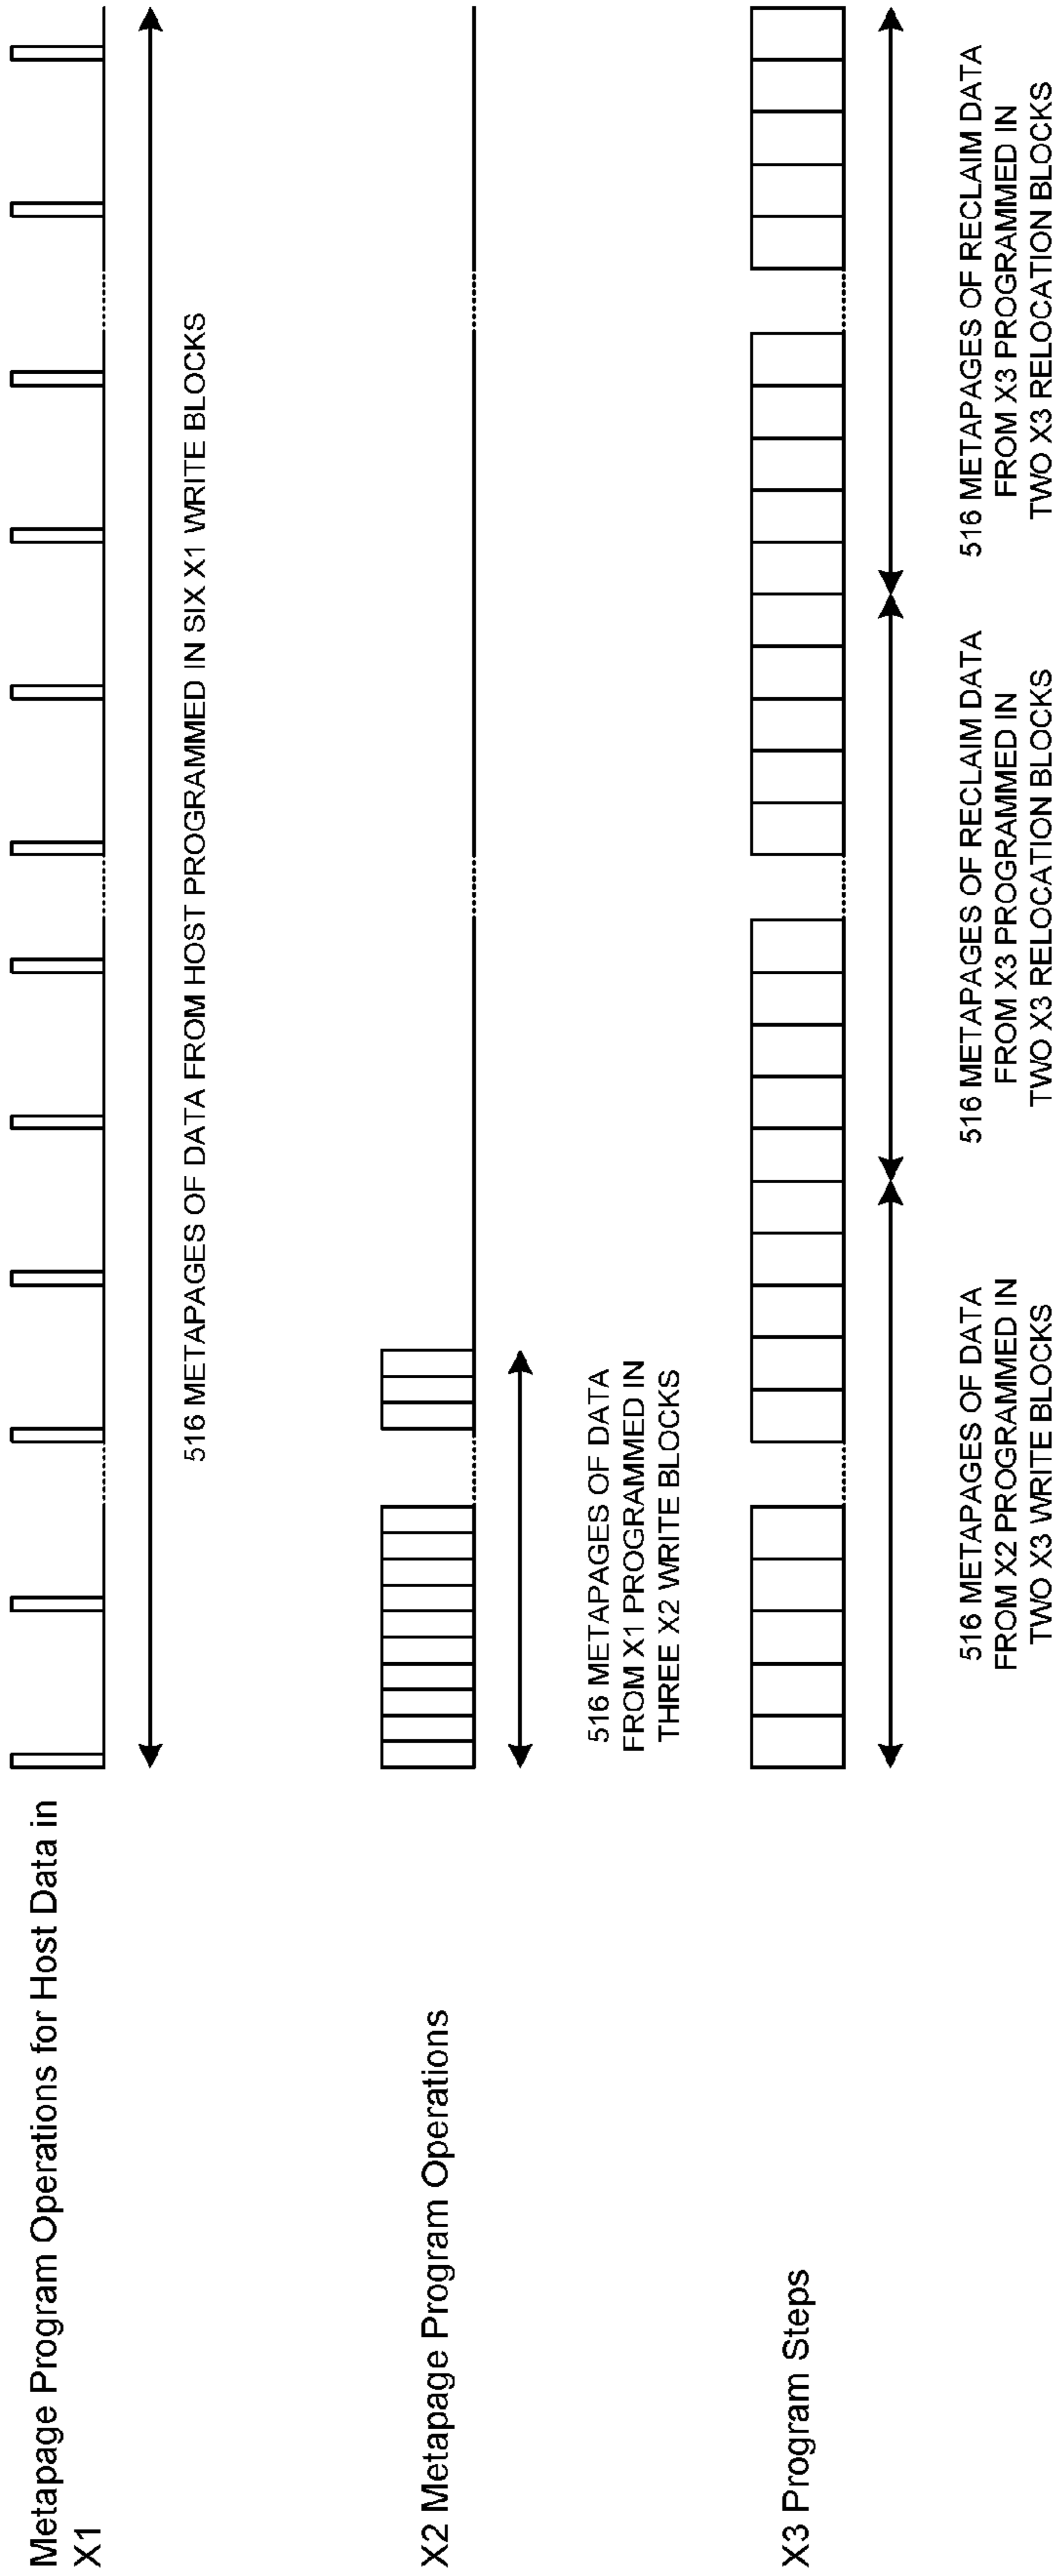 Metapage Program Operations for Host Data in
X1
516 METAPAGES OF DATA FROM HOST PROGRAMMED IN SIX X1 WRITE BLOCKS
X2 Metapage Program Operations
516 METAPAGES OF DATA
FROM X1 PROGRAMMED IN
THREE X2 WRITE BLOCKS
X3 Program Steps
516 METAPAGES OF DATA
FROM X2 PROGRAMMED IN
TWO X3 WRITE BLOCKS
516 METAPAGES OF RECLAIM DATA
FROM X3 PROGRAMMED IN
TWO X3 RELOCATION BLOCKS
516 METAPAGES OF RECLAIM DATA
FROM X3 PROGRAMMED IN
TWO X3 RELOCATION BLOCKS